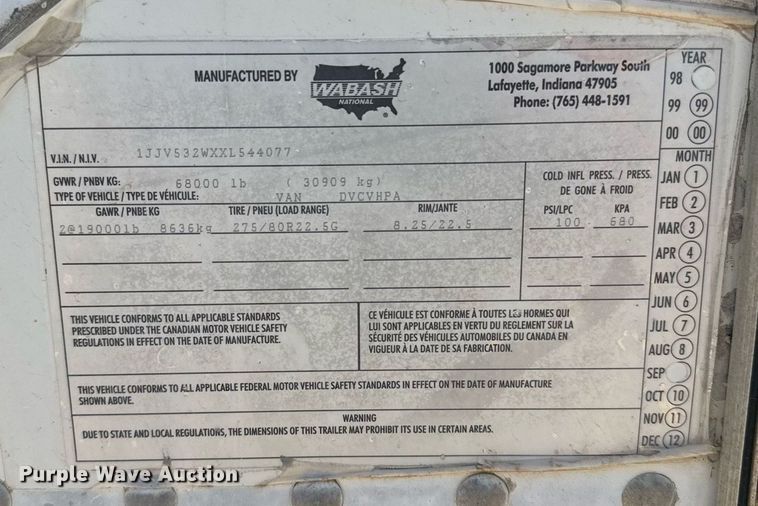 MANUFACTURED BY
WABASH
NATIONAL
®
1000 Sagamore Parkway South
Lafayette, Indiana 47905
Phone: (765) 448-1591
YEAR
98
99 99
00 00
V.I.N. / N.I.V. 1JJV532WXXL544077
GVWR / PNBV KG: 68000 lb ( 30909 kg)
TYPE OF VEHICLE / TYPE DE VÉHICULE: VAN DVCVHPA
COLD INFL PRESS. / PRESS.
DE GONE À FROID
GAWR / PNBE KG TIRE / PNEU (LOAD RANGE) RIM/JANTE PSI/LPC KPA
2@19000lb 8636kg 275/80R22.5G 8.25/22.5 100 680
MONTH
JAN 1
FEB 2
MAR 3
APR 4
MAY 5
JUN 6
JUL 7
AUG 8
SEP
OCT 10
NOV 11
DEC 12
THIS VEHICLE CONFORMS TO ALL APPLICABLE STANDARDS
PRESCRIBED UNDER THE CANADIAN MOTOR VEHICLE SAFETY
REGULATIONS IN EFFECT ON THE DATE OF MANUFACTURE.
CE VÉHICULE EST CONFORME À TOUTES LES HORMES QUI
LUI SONT APPLICABLES EN VERTU DU REGLEMENT SUR LA
SÉCURITÉ DES VÉHICULES AUTOMOBILES DU CANADA EN
VIGUEUR À LA DATE DE SA FABRICATION.
THIS VEHICLE CONFORMS TO ALL APPLICABLE FEDERAL MOTOR VEHICLE SAFETY STANDARDS IN EFFECT ON THE DATE OF MANUFACTURE
SHOWN ABOVE.
WARNING
DUE TO STATE AND LOCAL REGULATIONS, THE DIMENSIONS OF THIS TRAILER MAY PROHIBIT ITS USE IN CERTAIN AREAS.
Purple Wave Auction